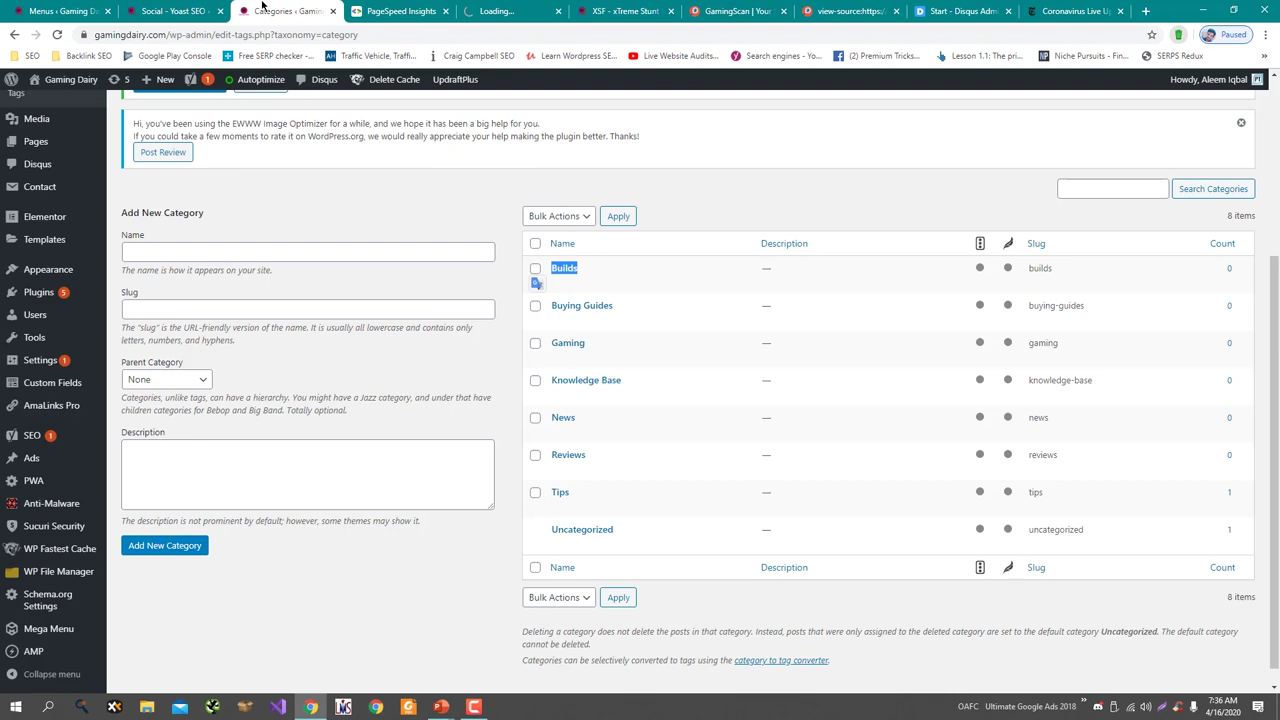 Menus ‹ Gaming Da
Social - Yoast SEO ‹
Categories ‹ Gamin
PageSpeed Insights
Loading...
XSF - xTreme Stunt
GamingScan | Your
view-source:https:/
Start - Disqus Admi
Coronavirus Live Up
gamingdairy.com/wp-admin/edit-tags.php?taxonomy=category
Paused
SEO
Backlink SEO
Google Play Console
Free SERP checker -...
Traffic Vehicle, Traffi...
Craig Campbell SEO
Learn Wordpress SE...
Live Website Audits...
Search engines - Yo...
(2) Premium Tricks...
Lesson 1.1: The pri...
Niche Pursuits - Fin...
SERPS Redux
Gaming Dairy
5
New
1
Autoptimize
Disqus
Delete Cache
UpdraftPlus
Howdy, Aleem Iqbal
Tags
Media
Pages
Disqus
Contact
Elementor
Templates
Appearance
Plugins 5
Users
Tools
Settings 1
Custom Fields
AmaLinks Pro
SEO 1
Ads
PWA
Anti-Malware
Sucuri Security
WP Fastest Cache
WP File Manager
Schema.org
Settings
Mega Menu
AMP
Collapse menu
Hi, you've been using the EWWW Image Optimizer for a while, and we hope it has been a big help for you.
If you could take a few moments to rate it on WordPress.org, we would really appreciate your help making the plugin better. Thanks!
Post Review
Search Categories
Add New Category
Name
The name is how it appears on your site.
Slug
The "slug" is the URL-friendly version of the name. It is usually all lowercase and contains only
letters, numbers, and hyphens.
Parent Category
None
Categories, unlike tags, can have a hierarchy. You might have a Jazz category, and under that have
children categories for Bebop and Big Band. Totally optional.
Description
The description is not prominent by default; however, some themes may show it.
Add New Category
Bulk Actions Apply 8 items
Name Description Slug Count
Builds — builds 0
Buying Guides — buying-guides 0
Gaming — gaming 0
Knowledge Base — knowledge-base 0
News — news 0
Reviews — reviews 0
Tips — tips 1
Uncategorized — uncategorized 1
Name Description Slug Count
Bulk Actions Apply 8 items
Deleting a category does not delete the posts in that category. Instead, posts that were only assigned to the deleted category are set to the default category Uncategorized. The default category
cannot be deleted.
Categories can be selectively converted to tags using the category to tag converter.
OAFC Ultimate Google Ads 2018
7:36 AM
4/16/2020